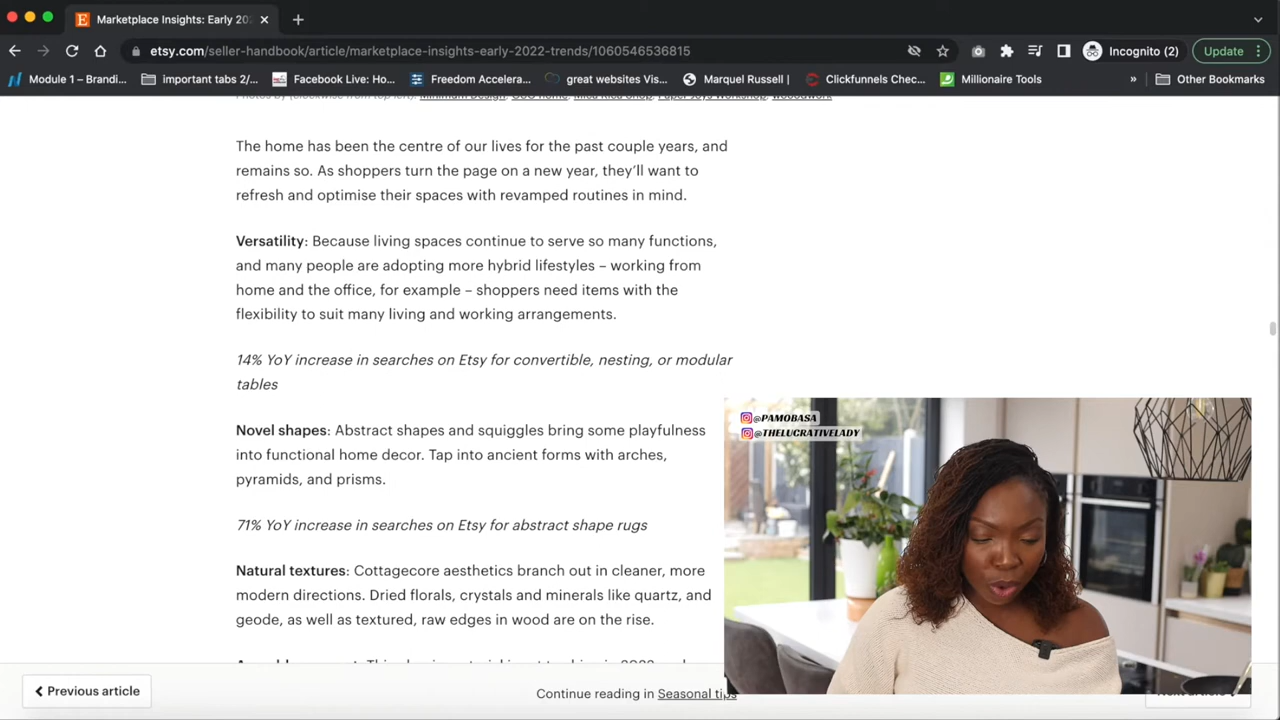 Marketplace Insights: Early 202
etsy.com/seller-handbook/article/marketplace-insights-early-2022-trends/1060546536815
Incognito (2)
Update
Module 1 – Brandi...
important tabs 2/...
Facebook Live: Ho...
Freedom Accelera...
great websites Vis...
Marquel Russell |
Clickfunnels Chec...
Millionaire Tools
»
Other Bookmarks
Photos by (clockwise from top left): Minimum Design, Mica Rica Shop, Paper Joys Workshop,
The home has been the centre of our lives for the past couple years, and
remains so. As shoppers turn the page on a new year, they'll want to
refresh and optimise their spaces with revamped routines in mind.
Versatility: Because living spaces continue to serve so many functions,
and many people are adopting more hybrid lifestyles – working from
home and the office, for example – shoppers need items with the
flexibility to suit many living and working arrangements.
14% YoY increase in searches on Etsy for convertible, nesting, or modular
tables
Novel shapes: Abstract shapes and squiggles bring some playfulness
into functional home decor. Tap into ancient forms with arches,
pyramids, and prisms.
71% YoY increase in searches on Etsy for abstract shape rugs
Natural textures: Cottagecore aesthetics branch out in cleaner, more
modern directions. Dried florals, crystals and minerals like quartz, and
geode, as well as textured, raw edges in wood are on the rise.
@PAMOBASA
@THELUCRATIVELADY
Previous article
Continue reading in Seasonal tips
Next article